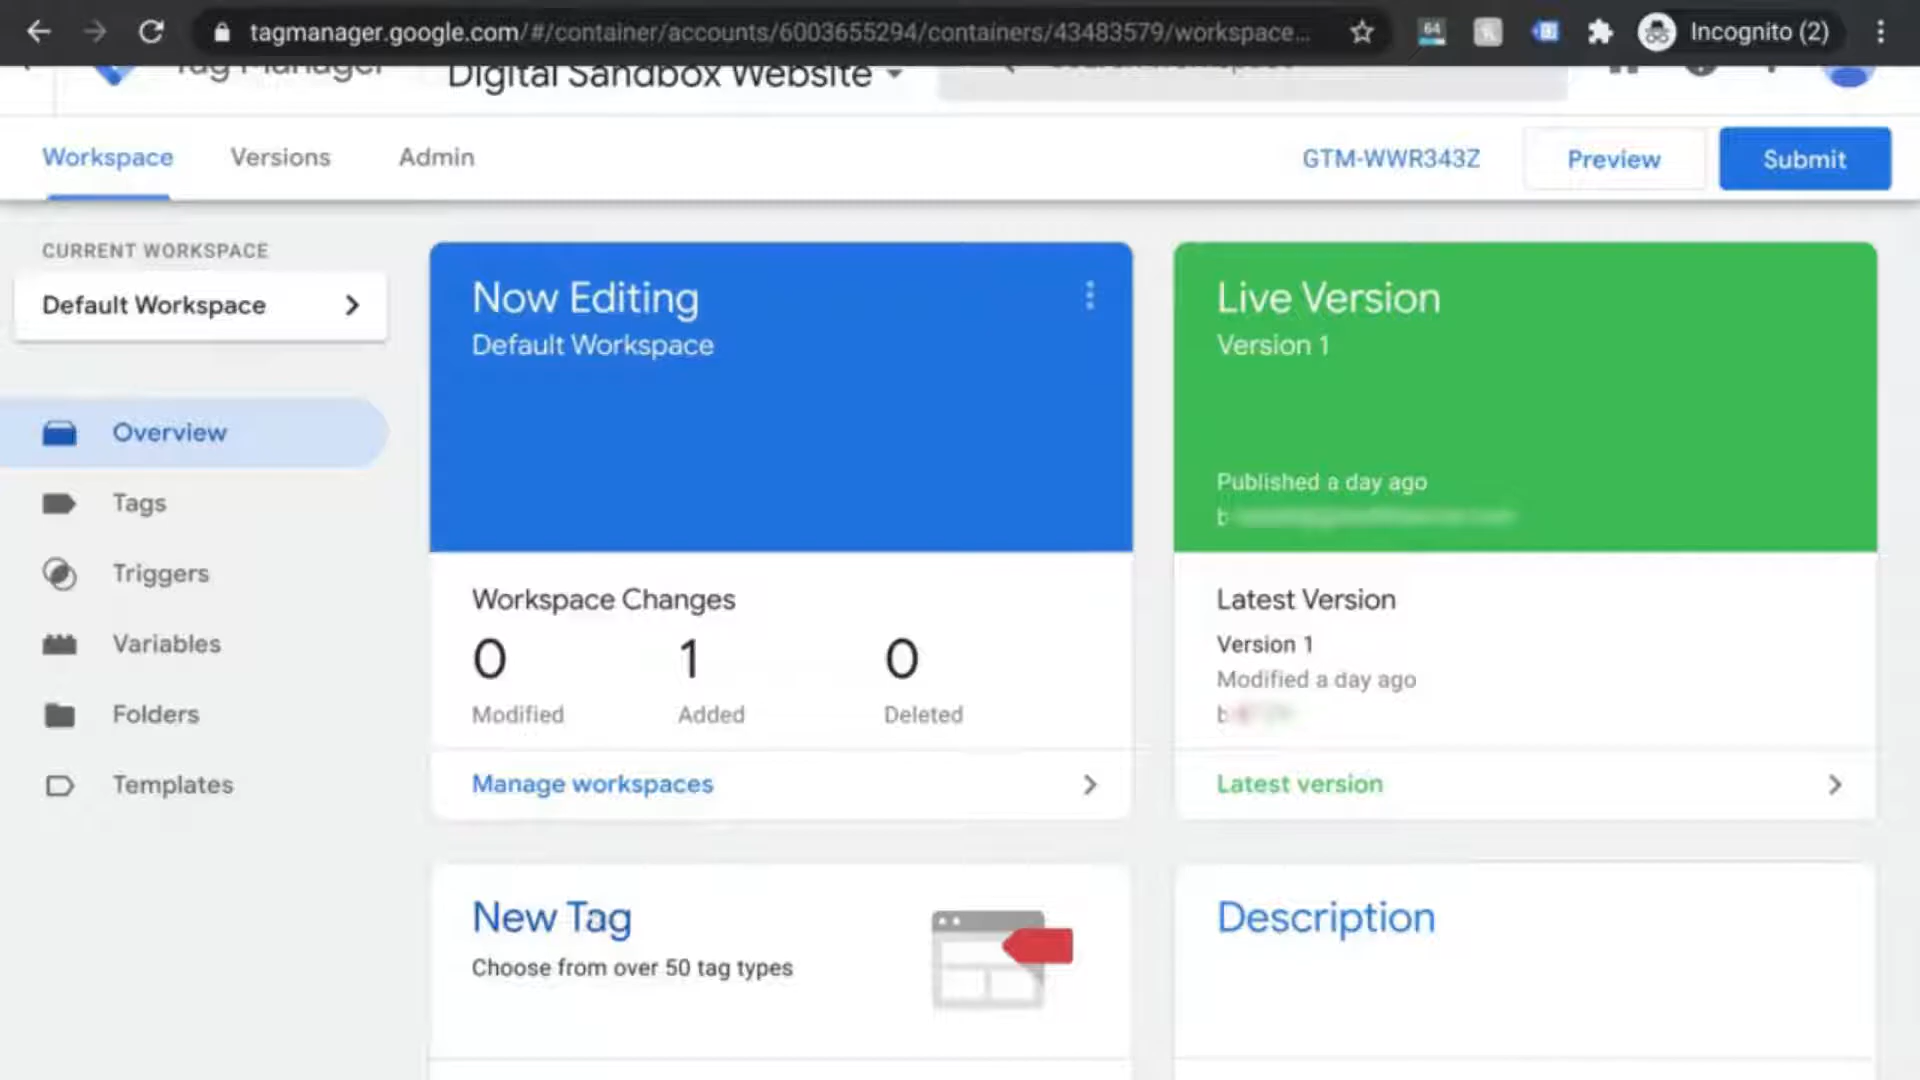 tagmanager.google.com/#/container/accounts/6003655294/containers/43483579/workspace...
64
Incognito (2)
Tag Manager
Digital Sandbox Website
Workspace
Versions
Admin
GTM-WWR343Z
Preview
Submit
CURRENT WORKSPACE
Default Workspace
Overview
Tags
Triggers
Variables
Folders
Templates
Now Editing
Default Workspace
Workspace Changes
0
1
0
Modified
Added
Deleted
Manage workspaces
Live Version
Version 1
Published a day ago
Latest Version
Version 1
Modified a day ago
Latest version
New Tag
Choose from over 50 tag types
Description